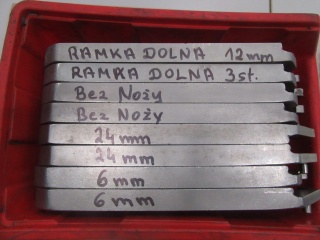 RAMKA DOLNA 12mm
RAMKA DOLNA 3st.
Bez Noży
Bez Noży
24mm
24mm
6mm
6mm